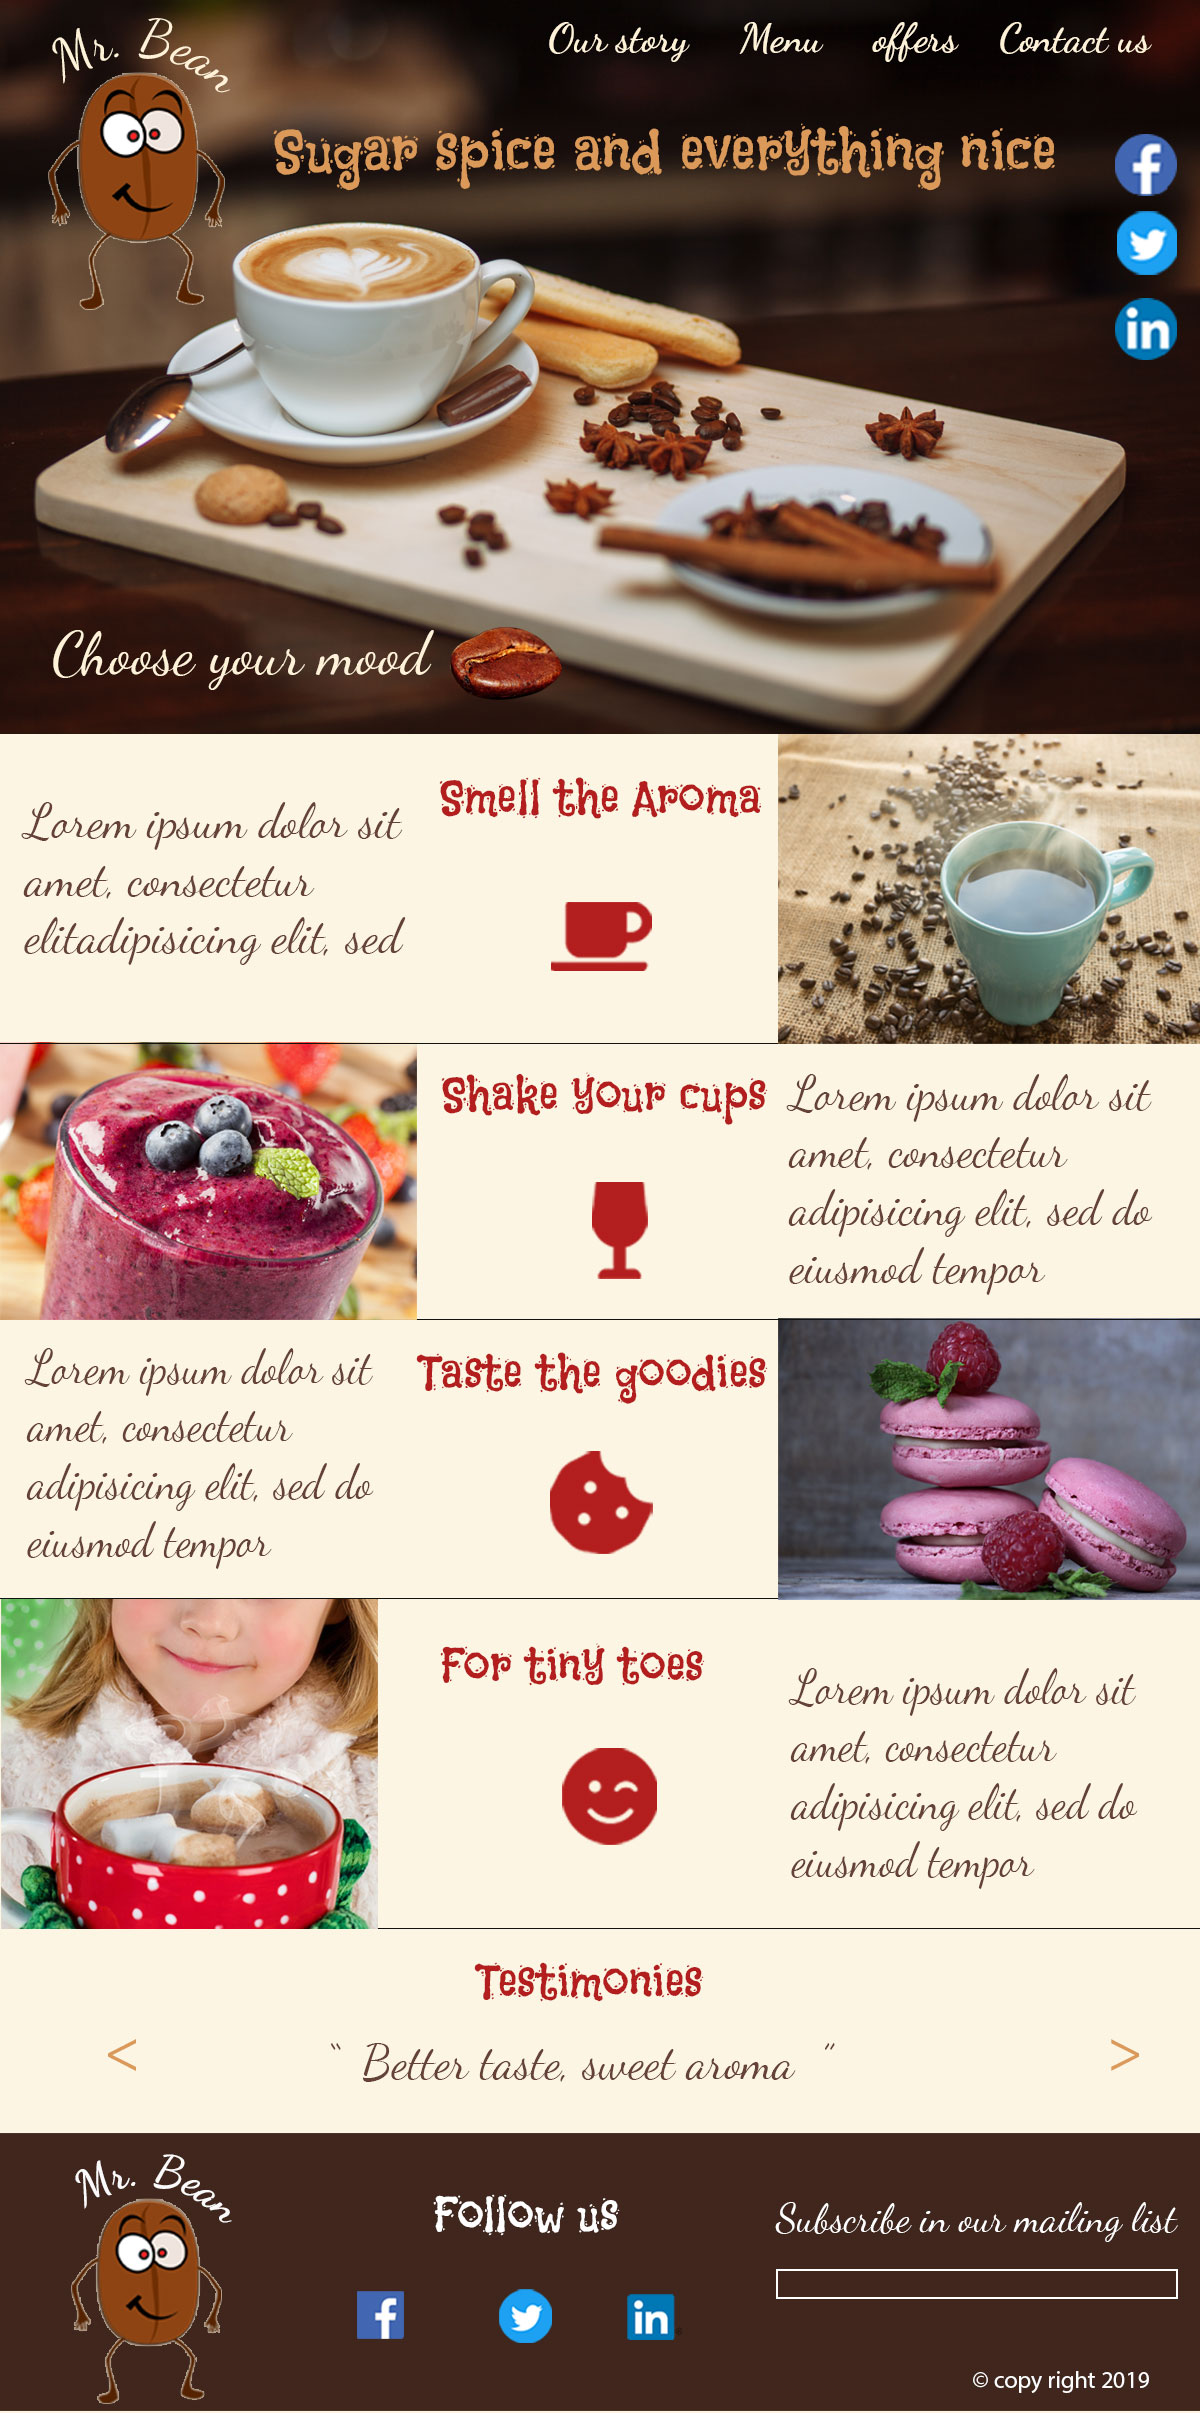 Mr. Bean
Our story Menu offers Contact us
Sugar spice and everything nice
Choose your mood
Lorem ipsum dolor sit
amet, consectetur
elitadipisicing elit, sed
Smell the Aroma
Shake your cups
Lorem ipsum dolor sit
amet, consectetur
adipisicing elit, sed do
eiusmod tempor
Lorem ipsum dolor sit
amet, consectetur
adipisicing elit, sed do
eiusmod tempor
Taste the goodies
For tiny toes
Lorem ipsum dolor sit
amet, consectetur
adipisicing elit, sed do
eiusmod tempor
Testimonies
< “ Better taste, sweet aroma ” >
Mr. Bean
Follow us
Subscribe in our mailing list
© copy right 2019